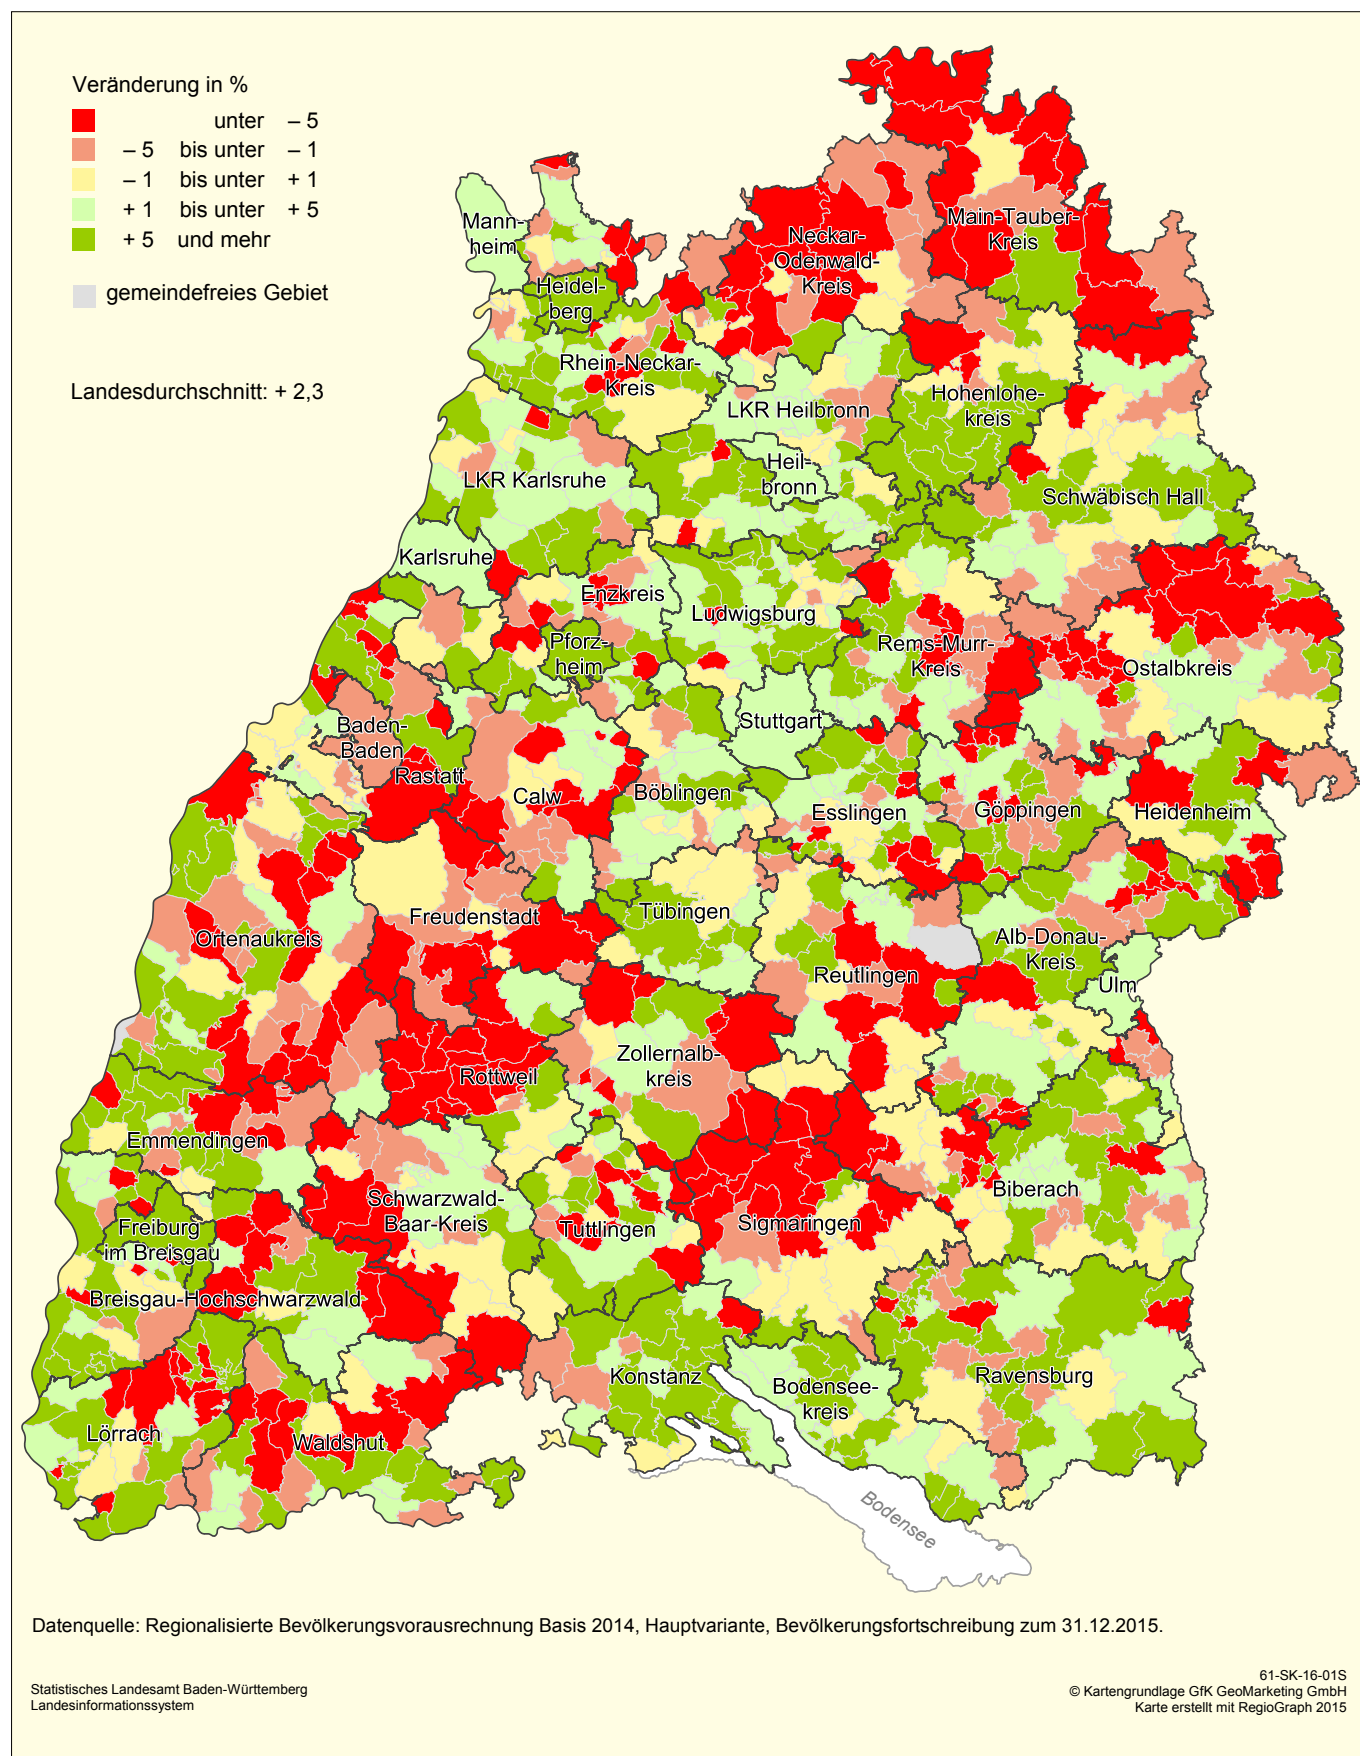 Veränderung in %
unter – 5
– 5 bis unter – 1
– 1 bis unter + 1
+ 1 bis unter + 5
+ 5 und mehr
gemeindefreies Gebiet
Landesdurchschnitt: + 2,3
Mann-
heim
Heidel-
berg
Neckar-
Odenwald-
Kreis
Main-Tauber-
Kreis
Rhein-Neckar-
Kreis
LKR Heilbronn
Hohenlohe-
kreis
LKR Karlsruhe
Heil-
bronn
Schwäbisch Hall
Karlsruhe
Enzkreis
Ludwigsburg
Pforz-
heim
Rems-Murr-
Kreis
Ostalbkreis
Baden-
Baden
Stuttgart
Rastatt
Calw
Böblingen
Esslingen
Göppingen
Heidenheim
Freudenstadt
Tübingen
Ortenaukreis
Reutlingen
Alb-Donau-
Kreis
Ulm
Zollernalb-
kreis
Rottweil
Emmendingen
Schwarzwald-
Baar-Kreis
Biberach
Freiburg
im Breisgau
Tuttlingen
Sigmaringen
Breisgau-Hochschwarzwald
Konstanz
Bodensee-
kreis
Ravensburg
Lörrach
Waldshut
Bodensee
Datenquelle: Regionalisierte Bevölkerungsvorausrechnung Basis 2014, Hauptvariante, Bevölkerungsfortschreibung zum 31.12.2015.
Statistisches Landesamt Baden-Württemberg
Landesinformationssystem
61-SK-16-01S
© Kartengrundlage GfK GeoMarketing GmbH
Karte erstellt mit RegioGraph 2015